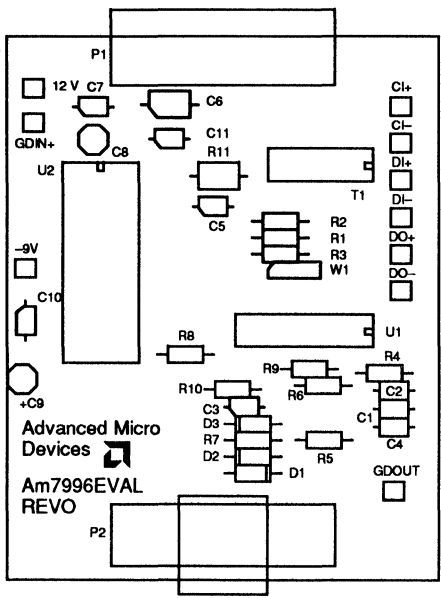 P1
12 V C7
C6
CI+
GDIN+
C11
CI–
U2
C8
R11
DI+
T1
C5
DI–
R2
R1
DO+
R3
–9V
W1
DO–
C10
U1
R8
R9
R4
R10
R6
C2
+C9
C3
C1
D3
Advanced Micro
Devices
R7
C4
D2
R5
D1
GDOUT
Am7996EVAL
REVO
P2